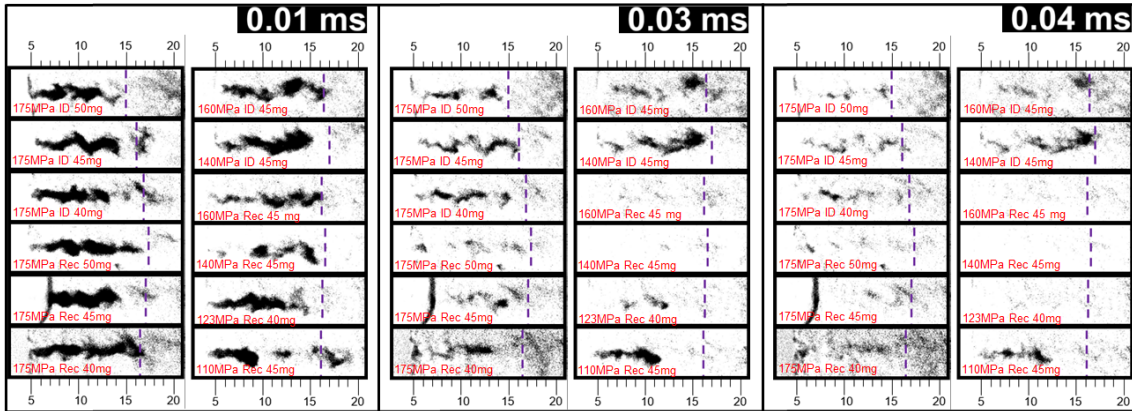 0.01 ms
5 10 15 20 5 10 15 20
175MPa ID 50mg
160MPa ID 45mg
175MPa ID 45mg
140MPa ID 45mg
175MPa ID 40mg
160MPa Rec 45 mg
175MPa Rec 50mg
140MPa Rec 45mg
175MPa Rec 45mg
123MPa Rec 40mg
175MPa Rec 40mg
110MPa Rec 45mg
5 10 15 20 5 10 15 20
0.03 ms
5 10 15 20 5 10 15 20
175MPa ID 50mg
160MPa ID 45mg
175MPa ID 45mg
140MPa ID 45mg
175MPa ID 40mg
160MPa Rec 45 mg
175MPa Rec 50mg
140MPa Rec 45mg
175MPa Rec 45mg
123MPa Rec 40mg
175MPa Rec 40mg
110MPa Rec 45mg
5 10 15 20 5 10 15 20
0.04 ms
5 10 15 20 5 10 15 20
175MPa ID 50mg
160MPa ID 45mg
175MPa ID 45mg
140MPa ID 45mg
175MPa ID 40mg
160MPa Rec 45 mg
175MPa Rec 50mg
140MPa Rec 45mg
175MPa Rec 45mg
123MPa Rec 40mg
175MPa Rec 40mg
110MPa Rec 45mg
5 10 15 20 5 10 15 20